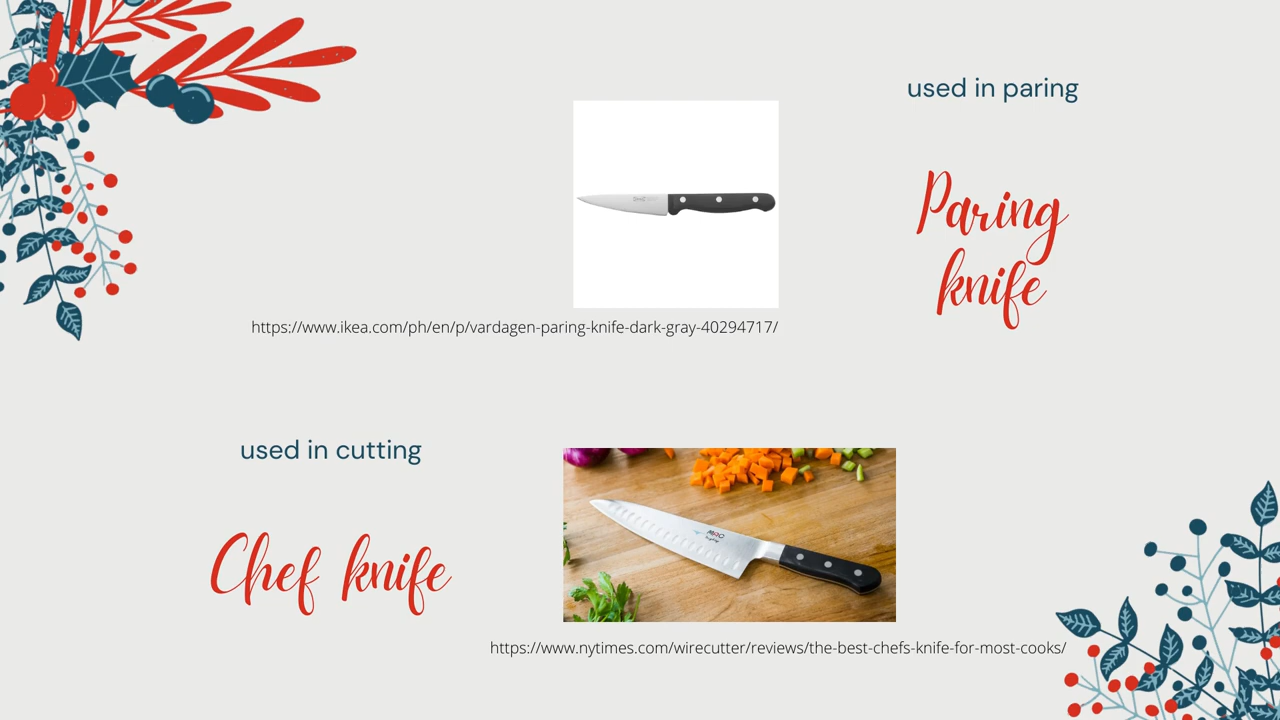 used in paring
Paring
knife
https://www.ikea.com/ph/en/p/vardagen-paring-knife-dark-gray-40294717/
used in cutting
Chef knife
MAC
https://www.nytimes.com/wirecutter/reviews/the-best-chefs-knife-for-most-cooks/